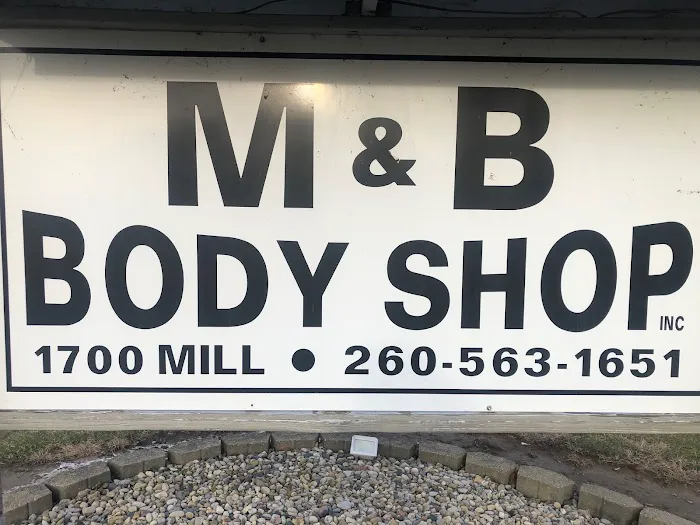 M & B
BODY SHOP INC
1700 MILL • 260-563-1651